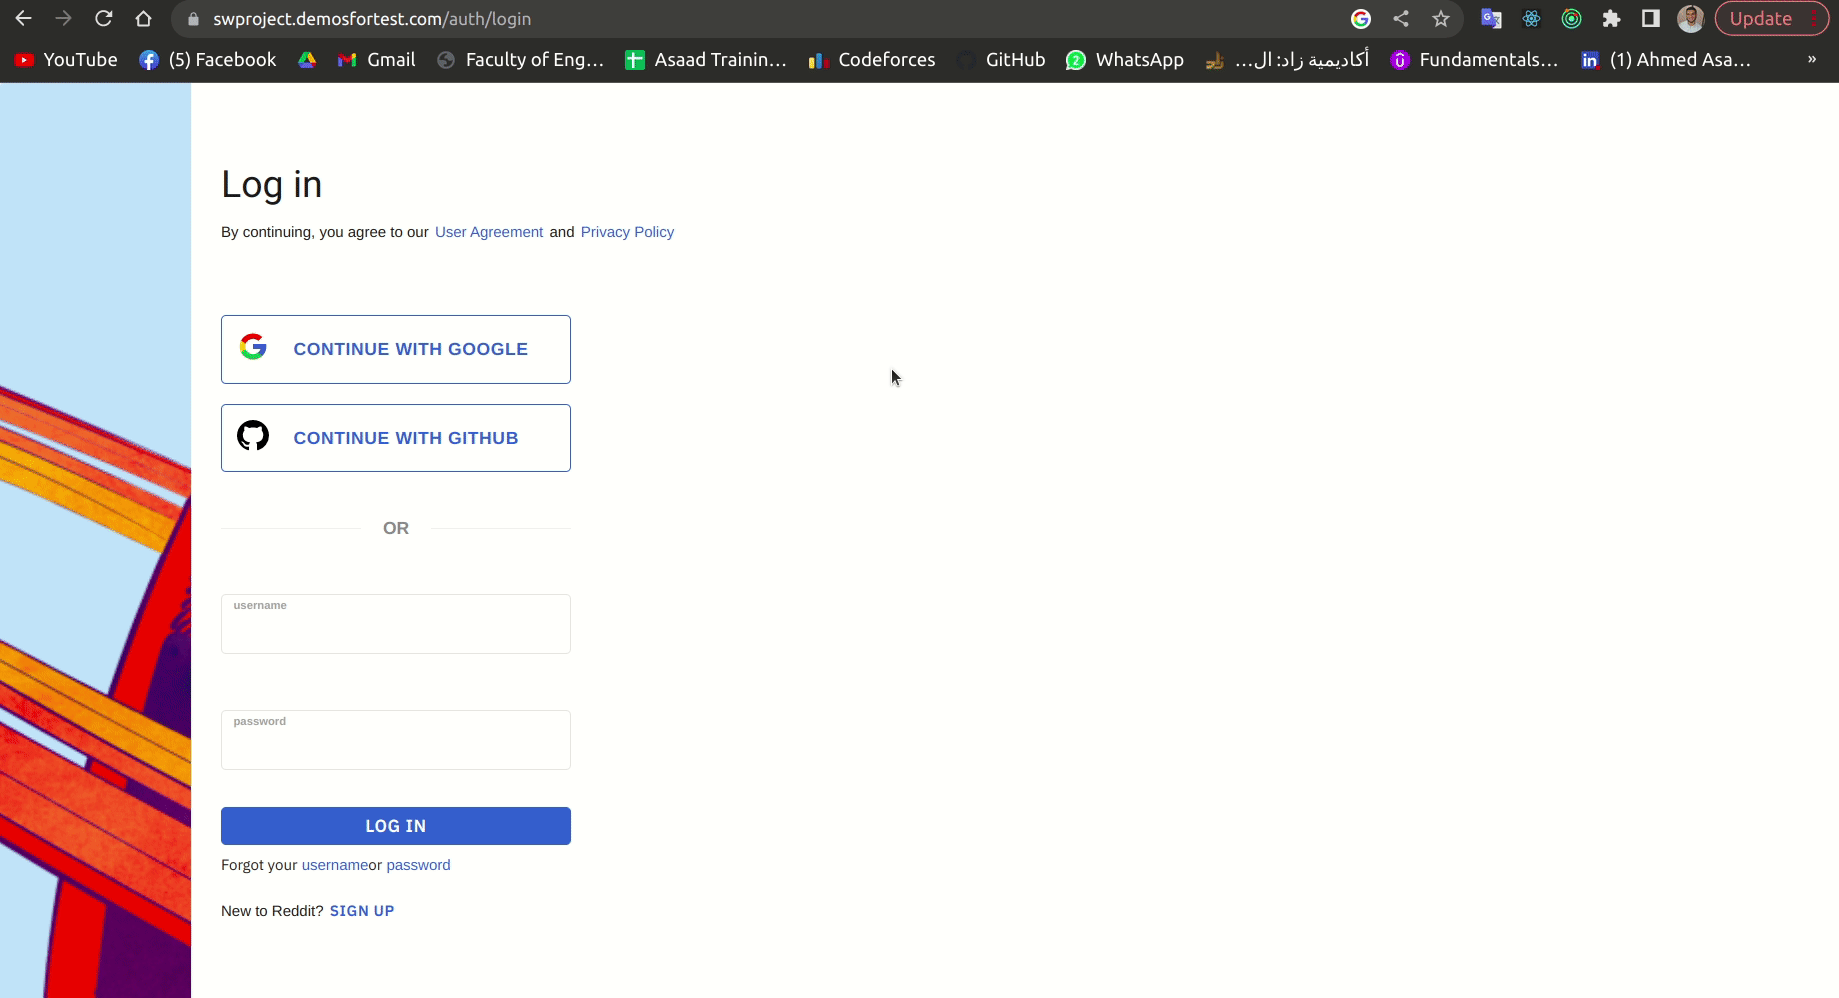 swproject.demosfortest.com/auth/login
Update
YouTube (5) Facebook Gmail Faculty of Eng... Asaad Trainin... Codeforces GitHub 2 WhatsApp أكاديمية زاد: ال... Fundamentals... in (1) Ahmed Asa... »
Log in
By continuing, you agree to our User Agreement and Privacy Policy
CONTINUE WITH GOOGLE
CONTINUE WITH GITHUB
OR
username
password
LOG IN
Forgot your usernameor password
New to Reddit? SIGN UP